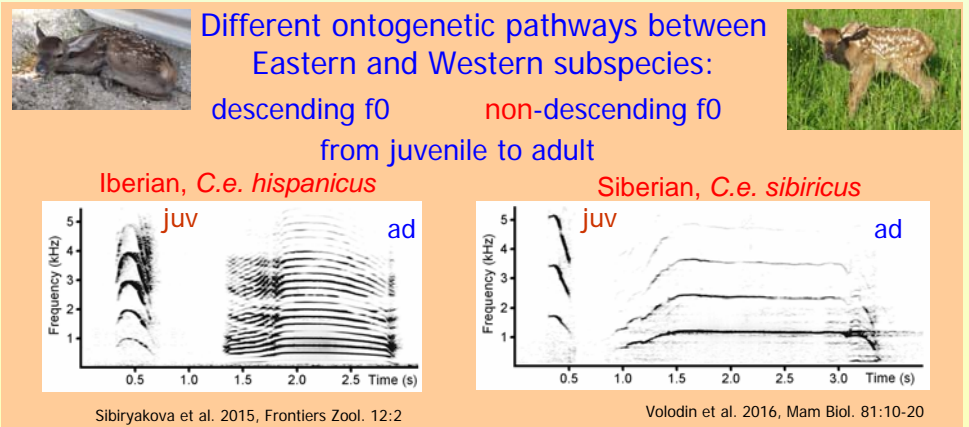 Different ontogenetic pathways between
Eastern and Western subspecies:
descending f0 non-descending f0
from juvenile to adult
Iberian, C.e. hispanicus
juv
ad
Frequency (kHz)
5
4
3
2
1
0.5 1.0 1.5 2.0 2.5 Time (s)
Sibiryakova et al. 2015, Frontiers Zool. 12:2
Siberian, C.e. sibiricus
juv
ad
Frequency (kHz)
5
4
3
2
1
0.5 1.0 1.5 2.0 2.5 3.0 Time (s)
Volodin et al. 2016, Mam Biol. 81:10-20